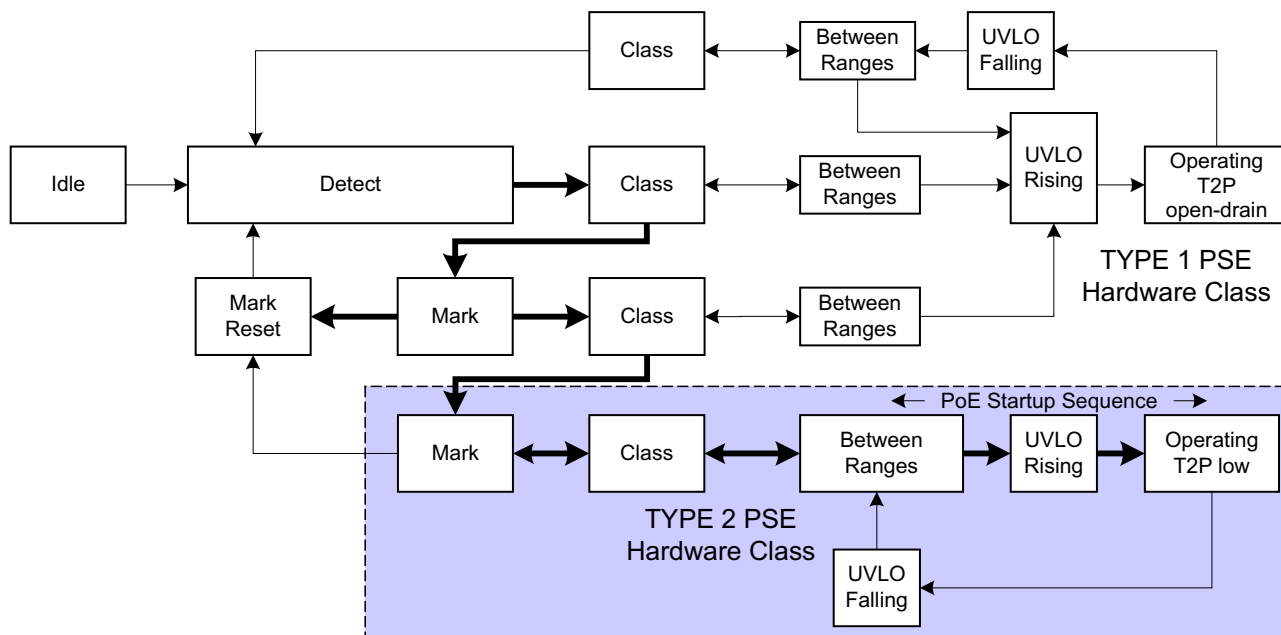 Class
Between
Ranges
UVLO
Falling
Idle
Detect
Class
Between
Ranges
UVLO
Rising
Operating
T2P
open-drain
TYPE 1 PSE
Hardware Class
Mark
Reset
Mark
Class
Between
Ranges
PoE Startup Sequence
Mark
Class
Between
Ranges
UVLO
Rising
Operating
T2P low
TYPE 2 PSE
Hardware Class
UVLO
Falling